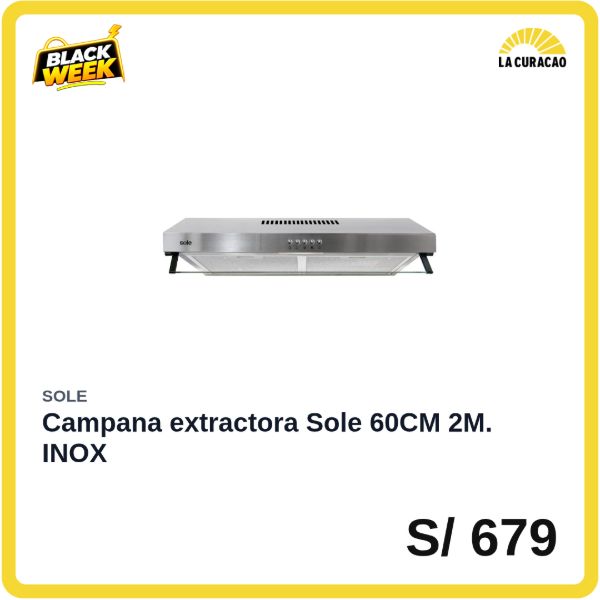 BLACK
WEEK
LA CURACAO
sole
SOLE
Campana extractora Sole 60CM 2M.
INOX
S/ 679